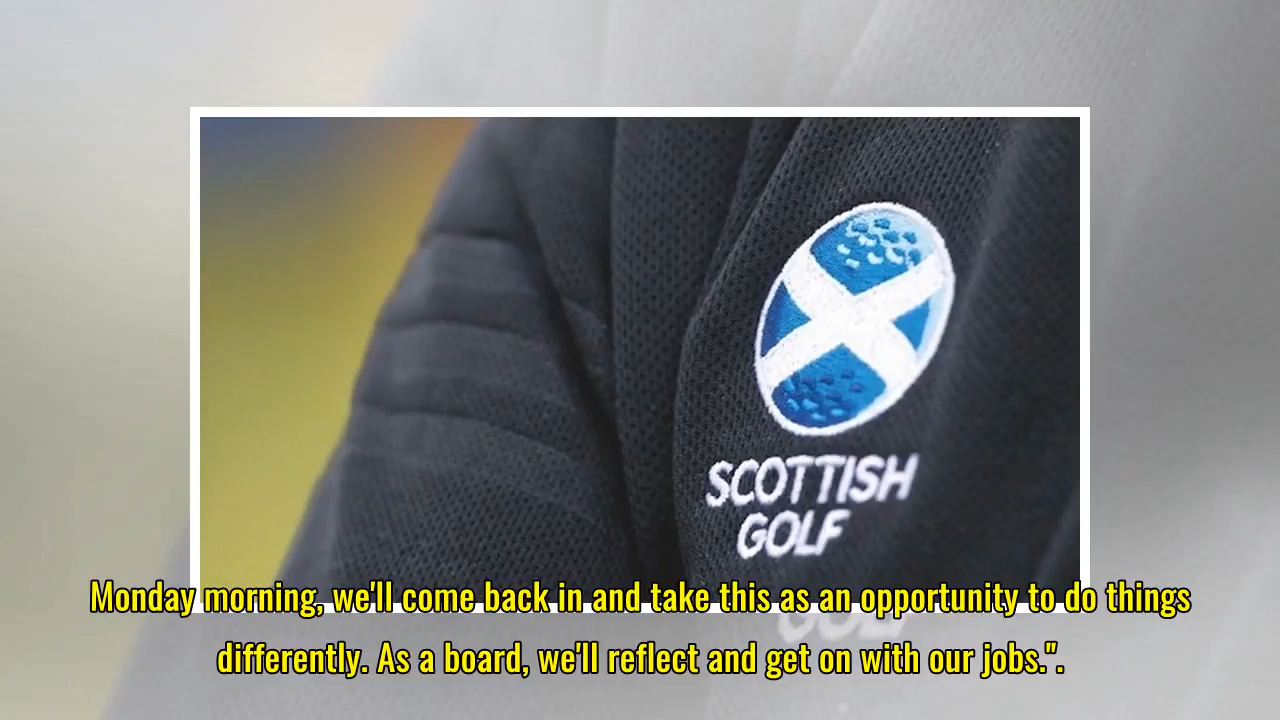 SCOTTISH
GOLF
Monday morning, we'll come back in and take this as an opportunity to do things
differently. As a board, we'll reflect and get on with our jobs.".